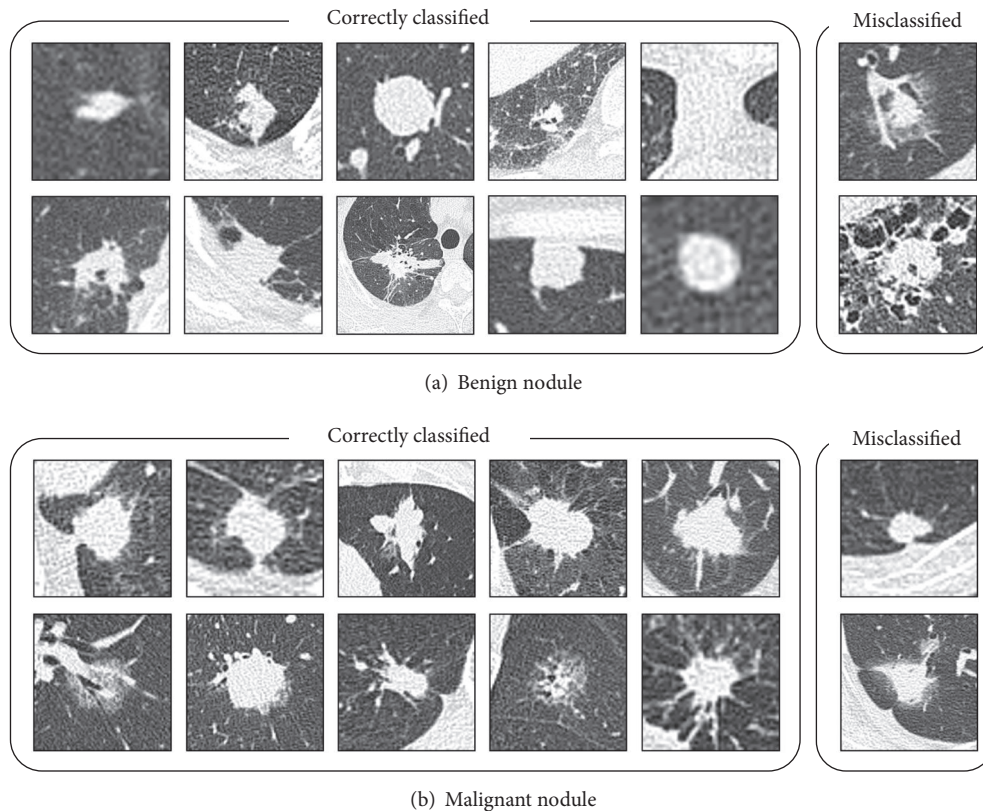 Correctly classified
Misclassified
(a) Benign nodule
Correctly classified
Misclassified
(b) Malignant nodule